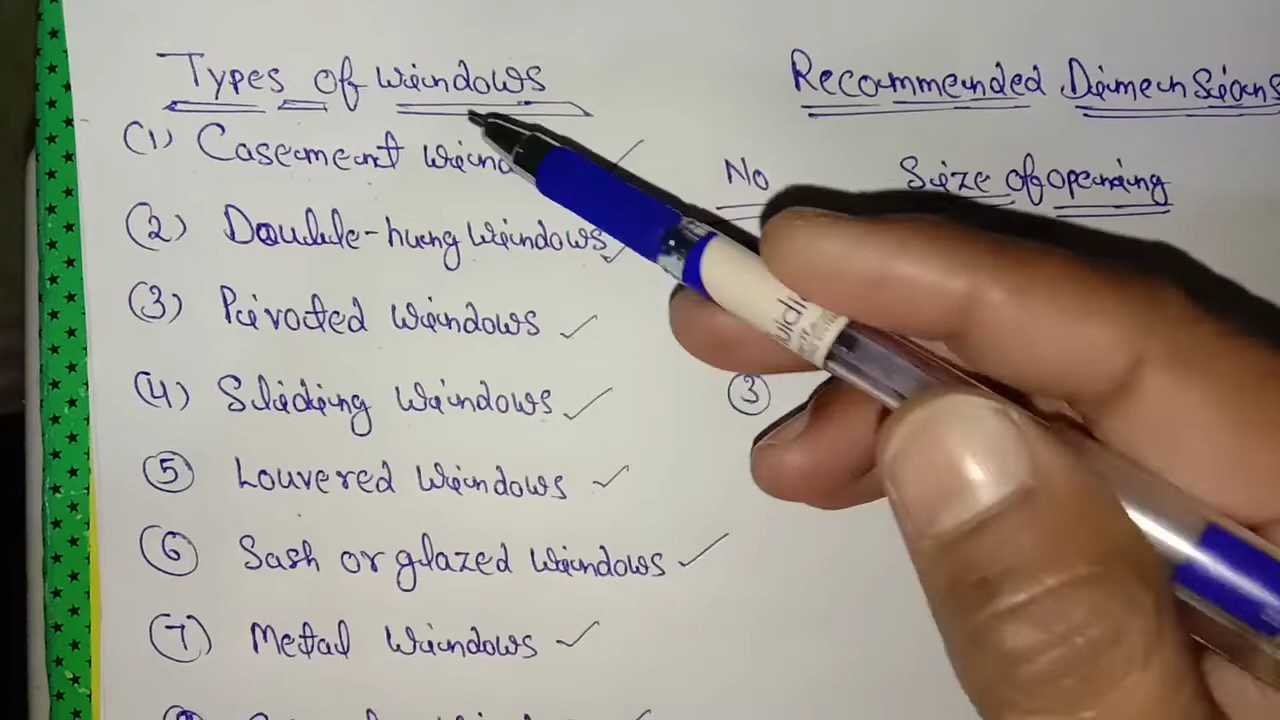 Types of windows
(1) Casement
(2) Double-hung windows
(3) Pivoted windows
(4) Sliding windows
(5) Louvered windows
(6) Sash or glazed windows
(7) Metal windows
Recommended Dimensions
No Size of opening
(3)